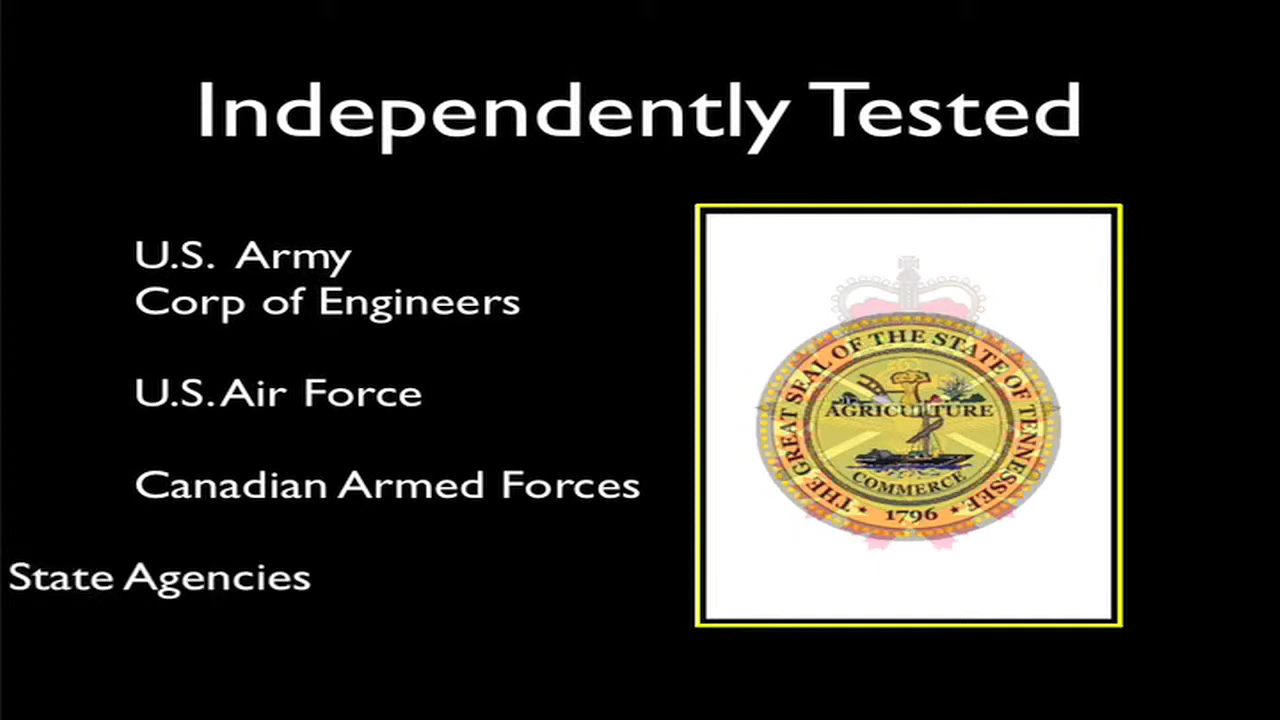 Independently Tested
U.S. Army
Corp of Engineers
U.S. Air Force
Canadian Armed Forces
State Agencies
THE GREAT SEAL OF THE STATE OF TENNESSEE
AGRICULTURE
COMMERCE
1796